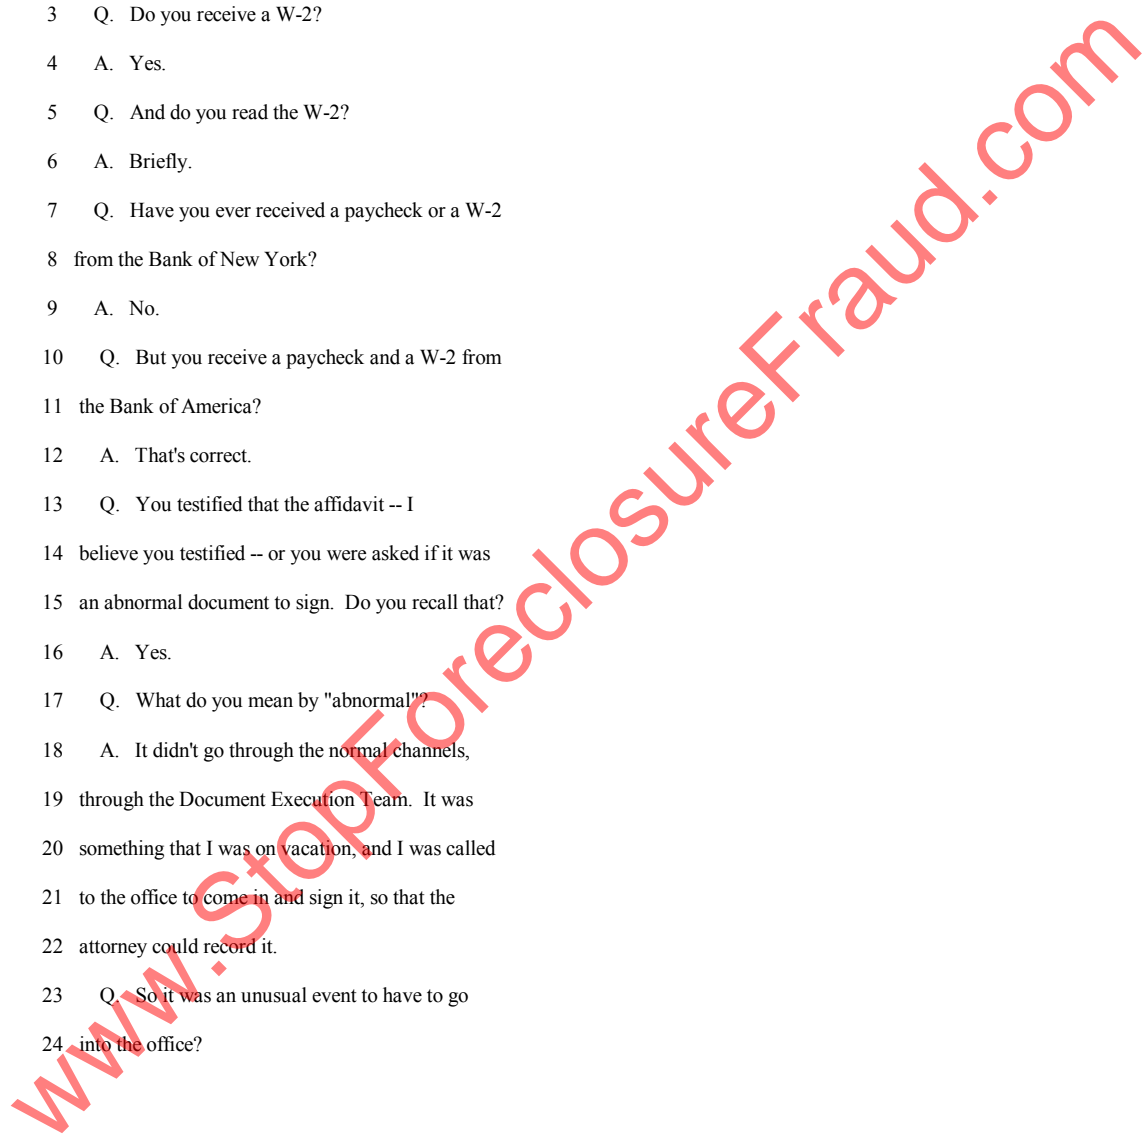 3 Q. Do you receive a W-2?
4 A. Yes.
5 Q. And do you read the W-2?
6 A. Briefly.
7 Q. Have you ever received a paycheck or a W-2
8 from the Bank of New York?
9 A. No.
10 Q. But you receive a paycheck and a W-2 from
11 the Bank of America?
12 A. That's correct.
13 Q. You testified that the affidavit -- I
14 believe you testified -- or you were asked if it was
15 an abnormal document to sign. Do you recall that?
16 A. Yes.
17 Q. What do you mean by "abnormal"?
18 A. It didn't go through the normal channels,
19 through the Document Execution Team. It was
20 something that I was on vacation, and I was called
21 to the office to come in and sign it, so that the
22 attorney could record it.
23 Q. So it was an unusual event to have to go
24 into the office?
www.StopForeclosureFraud.com